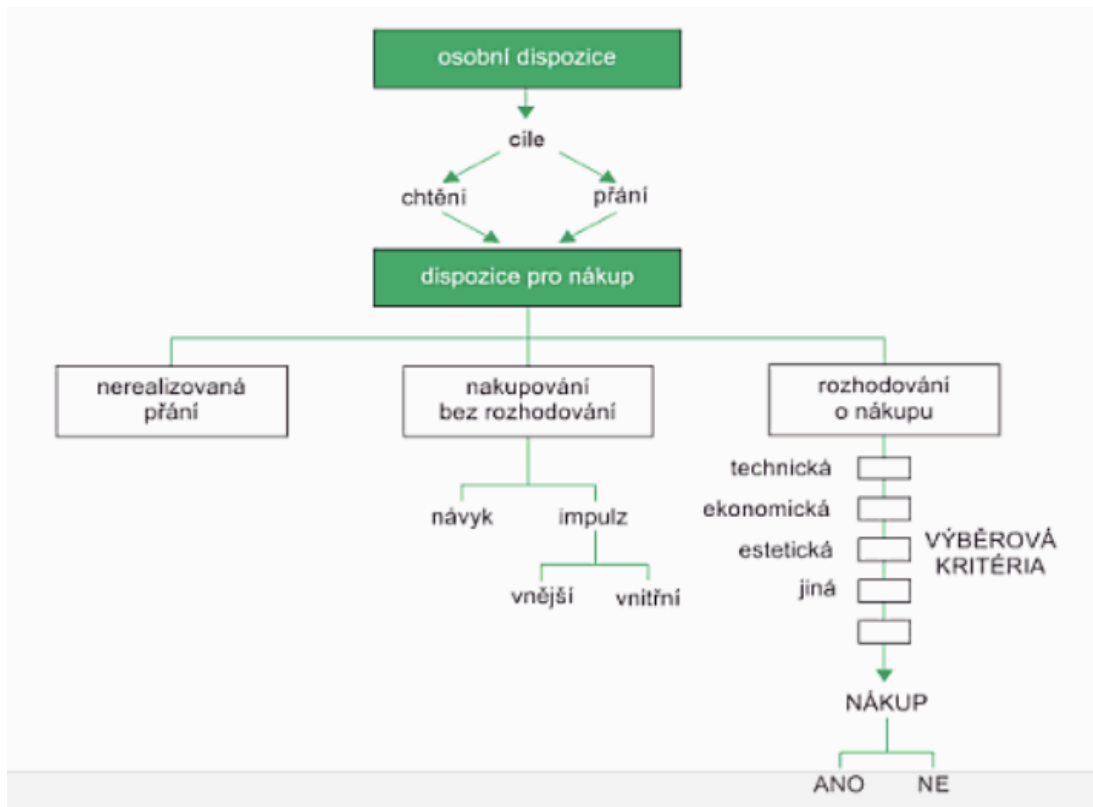 osobní dispozice
cíle
chtění
přání
dispozice pro nákup
nerealizovaná
přání
nakupování
bez rozhodování
rozhodování
o nákupu
návyk
impulz
vnější
vnitřní
technická
ekonomická
estetická
jiná
VÝBĚROVÁ
KRITÉRIA
NÁKUP
ANO
NE